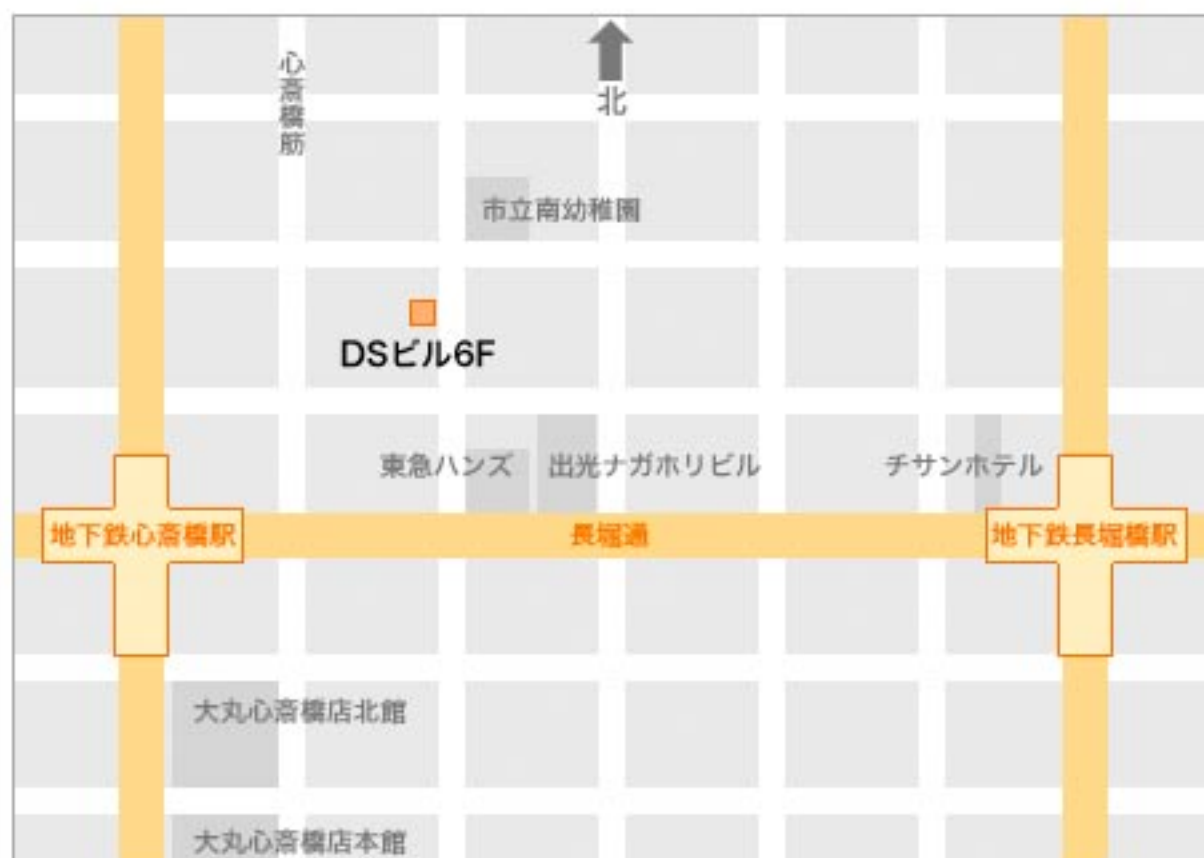 心斎橋筋
北
市立南幼稚園
DSビル6F
東急ハンズ
出光ナガホリビル
チサンホテル
地下鉄心斎橋駅
長堀通
地下鉄長堀橋駅
大丸心斎橋店北館
大丸心斎橋店本館